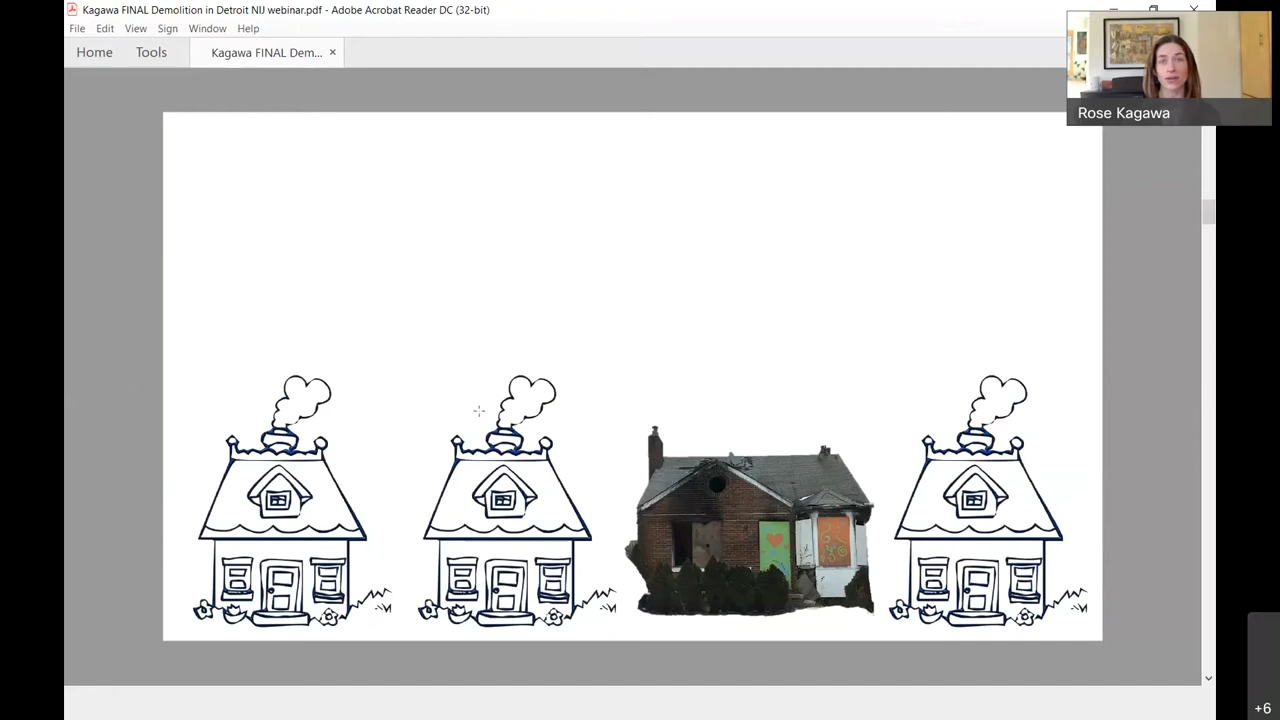 Kagawa FINAL Demolition in Detroit NIJ webinar.pdf - Adobe Acrobat Reader DC (32-bit)
File Edit View Sign Window Help
Home Tools Kagawa FINAL Dem... ×
Rose Kagawa
+6